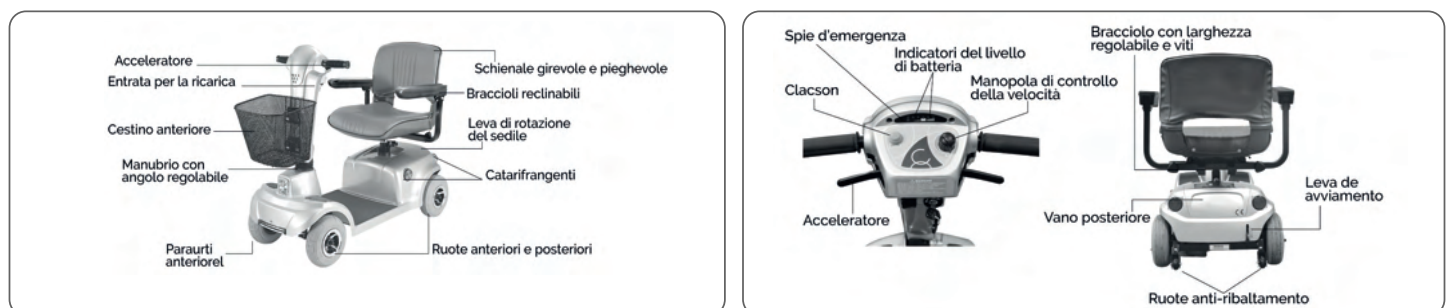 Acceleratore
Entrata per la ricarica
Cestino anteriore
Manubrio con
angolo regolabile
Paraurti
anteriorel
Schienale girevole e pieghevole
Braccioli reclinabili
Leva di rotazione
del sedile
Catarifrangenti
Ruote anteriori e posteriori
Spie d'emergenza
Indicatori del livello
di batteria
Clacson
Manopola di controllo
della velocità
Acceleratore
Bracciolo con larghezza
regolabile e viti
Leva de
avviamento
Vano posteriore
CE
Ruote anti-ribaltamento